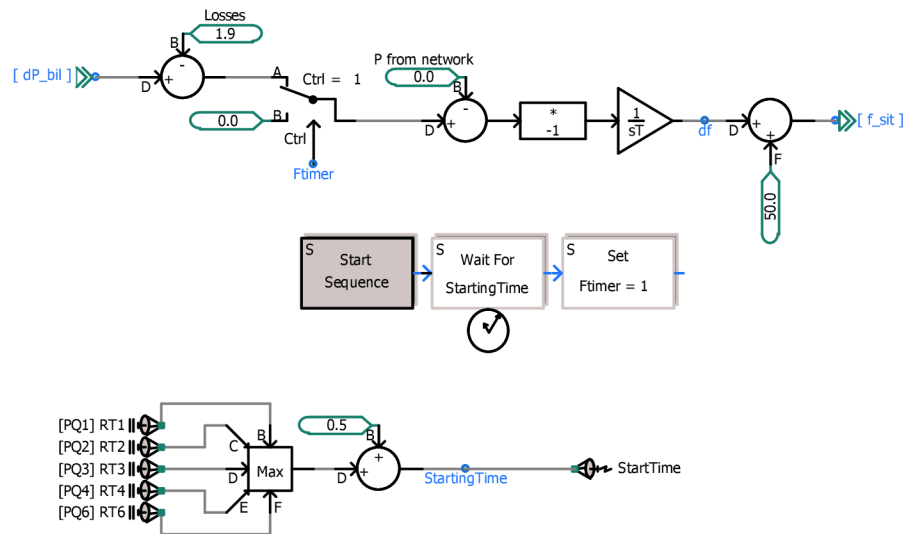 Losses
B 1.9
-
[ dP_bil ] D +
A
Ctrl = 1
0.0 B
Ctrl
Ftimer
P from network
0.0
B
-
D +
*
-1
1
sT
df
D +
+
F
50.0
[ f_sit ]
S Start
Sequence
S Wait For
StartingTime
S Set
Ftimer = 1
[PQ1] RT1
[PQ2] RT2
[PQ3] RT3
[PQ4] RT4
[PQ6] RT6
B
C
D
E
F
Max
0.5
B
+
D +
StartingTime
StartTime